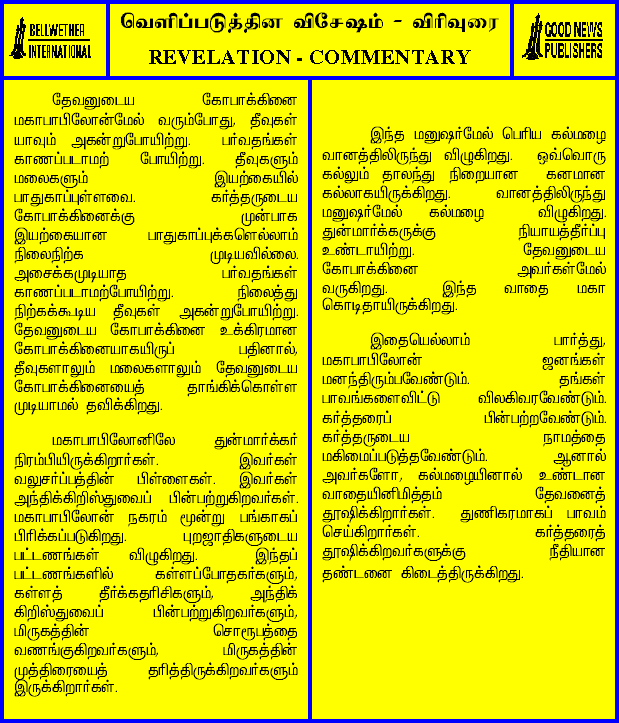 BELLWETHER
INTERNATIONAL
வெளிப்படுத்தின விசேஷம் - விரிவுரை
REVELATION - COMMENTARY
GOOD NEWS
PUBLISHERS
தேவனுடைய கோபாக்கினை
மகாபாபிலோன்மேல் வரும்போது, தீவுகள்
யாவும் அகன்றுபோயிற்று. பர்வதங்கள்
காணப்படாமற் போயிற்று. தீவுகளும்
மலைகளும் இயற்கையில்
பாதுகாப்புள்ளவை. கர்த்தருடைய
கோபாக்கினைக்கு முன்பாக
இயற்கையான பாதுகாப்புக்களெல்லாம்
நிலைநிற்க முடியவில்லை.
அசைக்கமுடியாத பர்வதங்கள்
காணப்படாமற்போயிற்று. நிலைத்து
நிற்கக்கூடிய தீவுகள் அகன்றுபோயிற்று.
தேவனுடைய கோபாக்கினை உக்கிரமான
கோபாக்கினையாகயிருப் பதினால்,
தீவுகளாலும் மலைகளாலும் தேவனுடைய
கோபாக்கினையைத் தாங்கிக்கொள்ள
முடியாமல் தவிக்கிறது.
மகாபாபிலோனிலே துன்மார்க்கர்
நிரம்பியிருக்கிறார்கள். இவர்கள்
வலுசர்ப்பத்தின் பிள்ளைகள். இவர்கள்
அந்திக்கிறிஸ்துவைப் பின்பற்றுகிறவர்கள்.
மகாபாபிலோன் நகரம் மூன்று பங்காகப்
பிரிக்கப்படுகிறது. புறஜாதிகளுடைய
பட்டணங்கள் விழுகிறது. இந்தப்
பட்டணங்களில் கள்ளப்போதகர்களும்,
கள்ளத் தீர்க்கதரிசிகளும், அந்திக்
கிறிஸ்துவைப் பின்பற்றுகிறவர்களும்,
மிருகத்தின் சொரூபத்தை
வணங்குகிறவர்களும், மிருகத்தின்
முத்திரையைத் தரித்திருக்கிறவர்களும்
இருக்கிறார்கள்.
இந்த மனுஷர்மேல் பெரிய கல்மழை
வானத்திலிருந்து விழுகிறது. ஒவ்வொரு
கல்லும் தாலந்து நிறையான கனமான
கல்லாகயிருக்கிறது. வானத்திலிருந்து
மனுஷர்மேல் கல்மழை விழுகிறது.
துன்மார்க்கருக்கு நியாயத்தீர்ப்பு
உண்டாயிற்று. தேவனுடைய
கோபாக்கினை அவர்கள்மேல்
வருகிறது. இந்த வாதை மகா
கொடிதாயிருக்கிறது.
இதையெல்லாம் பார்த்து,
மகாபாபிலோன் ஜனங்கள்
மனந்திரும்பவேண்டும். தங்கள்
பாவங்களைவிட்டு விலகிவரவேண்டும்.
கர்த்தரைப் பின்பற்றவேண்டும்.
கர்த்தருடைய நாமத்தை
மகிமைப்படுத்தவேண்டும். ஆனால்
அவர்களோ, கல்மழையினால் உண்டான
வாதையினிமித்தம் தேவனைத்
தூஷிக்கிறார்கள். துணிகரமாகப் பாவம்
செய்கிறார்கள். கர்த்தரைத்
தூஷிக்கிறவர்களுக்கு நீதியான
தண்டனை கிடைத்திருக்கிறது.